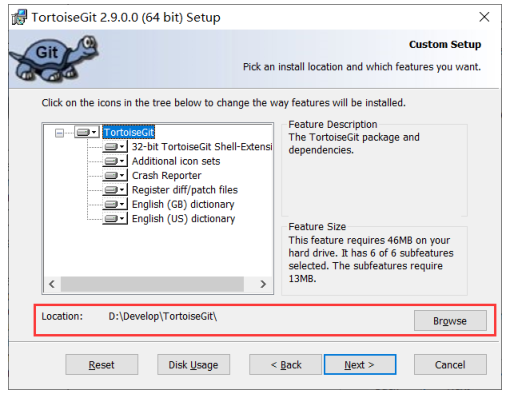 TortoiseGit 2.9.0.0 (64 bit) Setup
Git
Custom Setup
Pick an install location and which features you want.
Click on the icons in the tree below to change the way features will be installed.
TortoiseGit
32-bit TortoiseGit Shell-Extensi
Additional icon sets
Crash Reporter
Register diff/patch files
English (GB) dictionary
English (US) dictionary
Feature Description
The TortoiseGit package and
dependencies.
Feature Size
This feature requires 46MB on your
hard drive. It has 6 of 6 subfeatures
selected. The subfeatures require
13MB.
Location: D:\Develop\TortoiseGit\
Browse
Reset Disk Usage < Back Next > Cancel